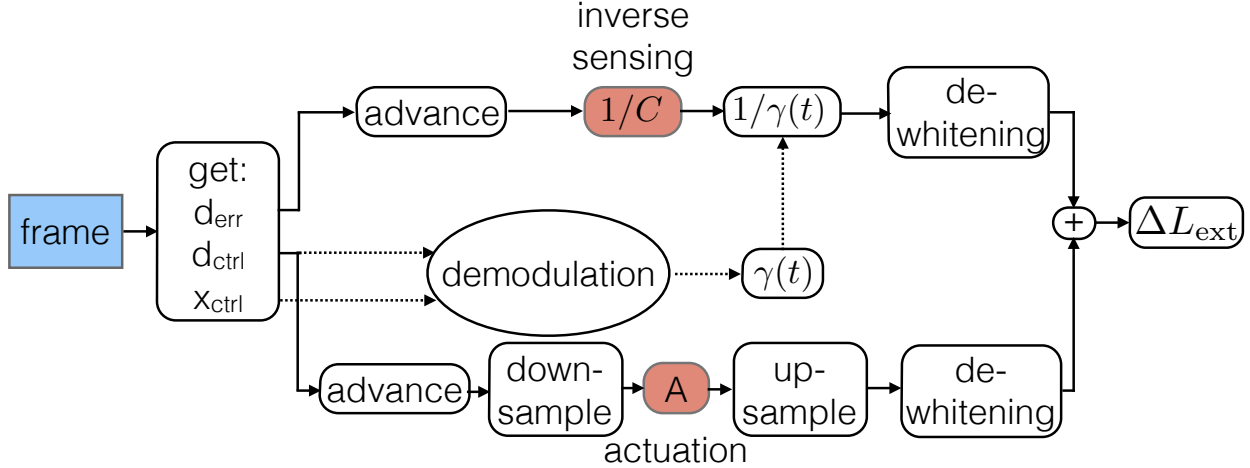 inverse
sensing
advance
1/C
1/γ(t)
de-
whitening
frame
get:
d_err
d_ctrl
x_ctrl
demodulation
γ(t)
+
ΔL_ext
advance
down-
sample
A
up-
sample
de-
whitening
actuation